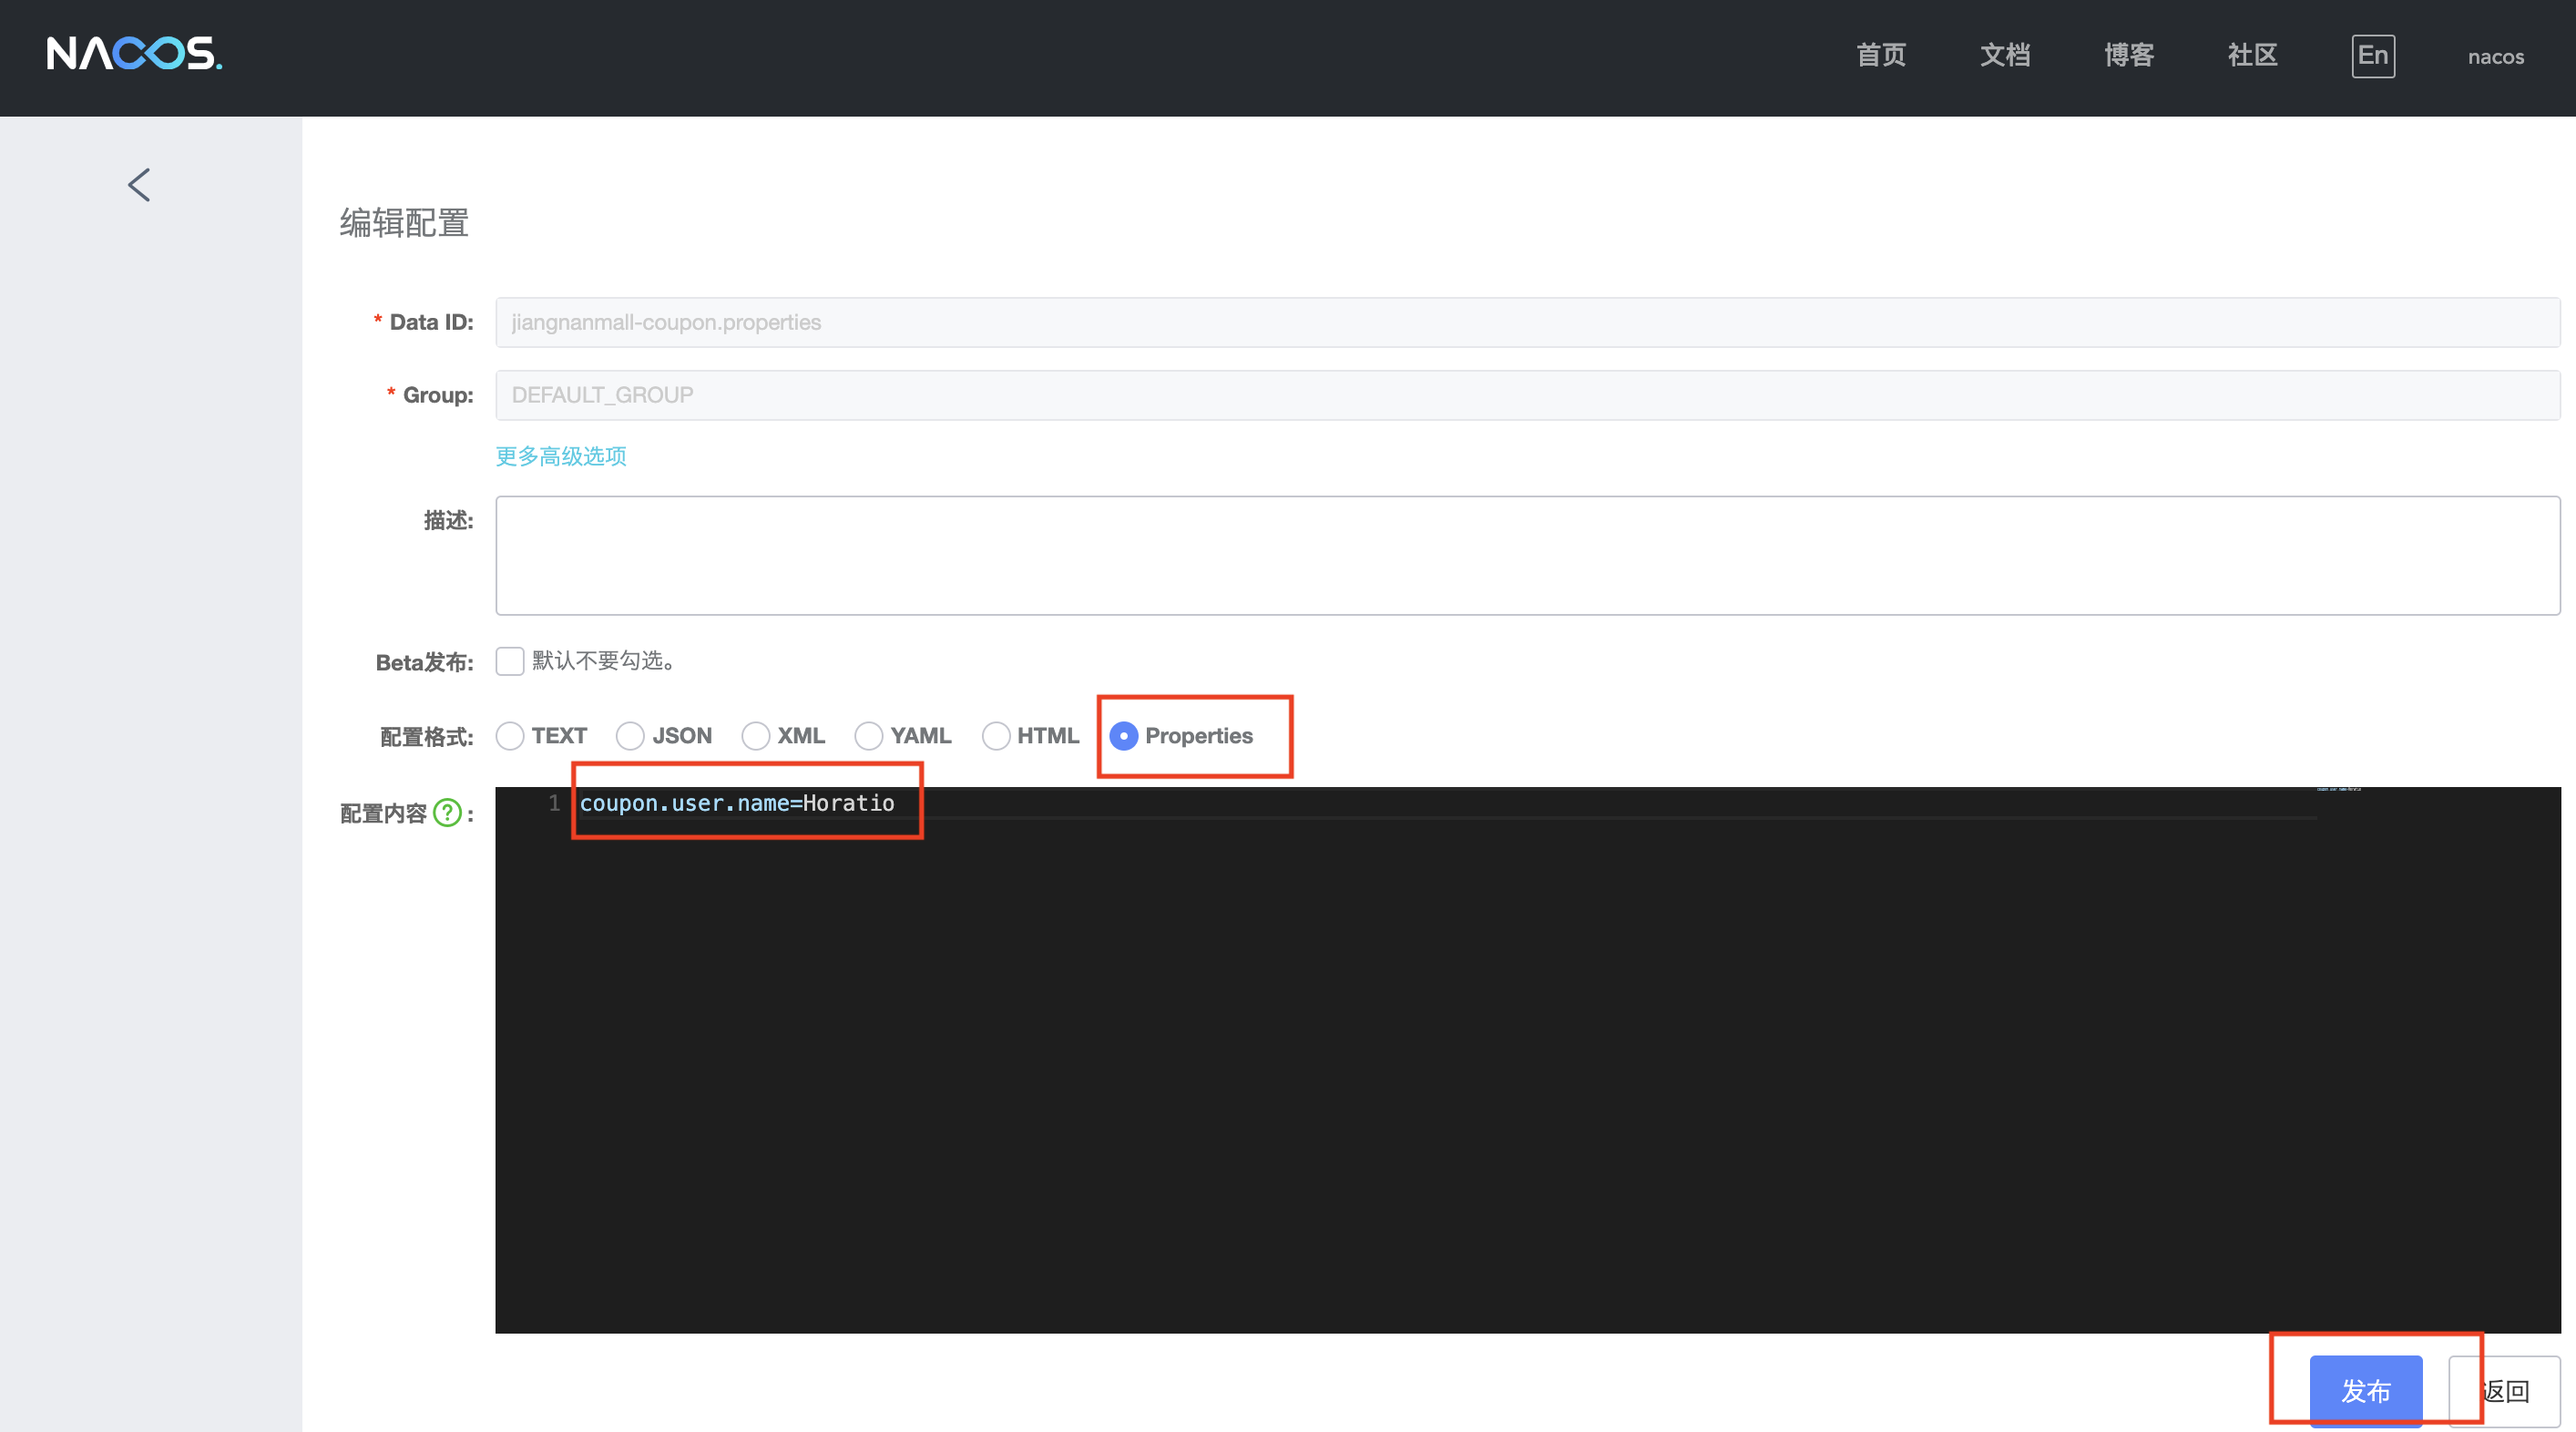 NACOS.
首页 文档 博客 社区 En nacos
编辑配置
* Data ID: jiangnanmall-coupon.properties
* Group: DEFAULT_GROUP
更多高级选项
描述:
Beta发布: 默认不要勾选。
配置格式: TEXT JSON XML YAML HTML Properties
配置内容 ? : 1 coupon.user.name=Horatio
发布 返回